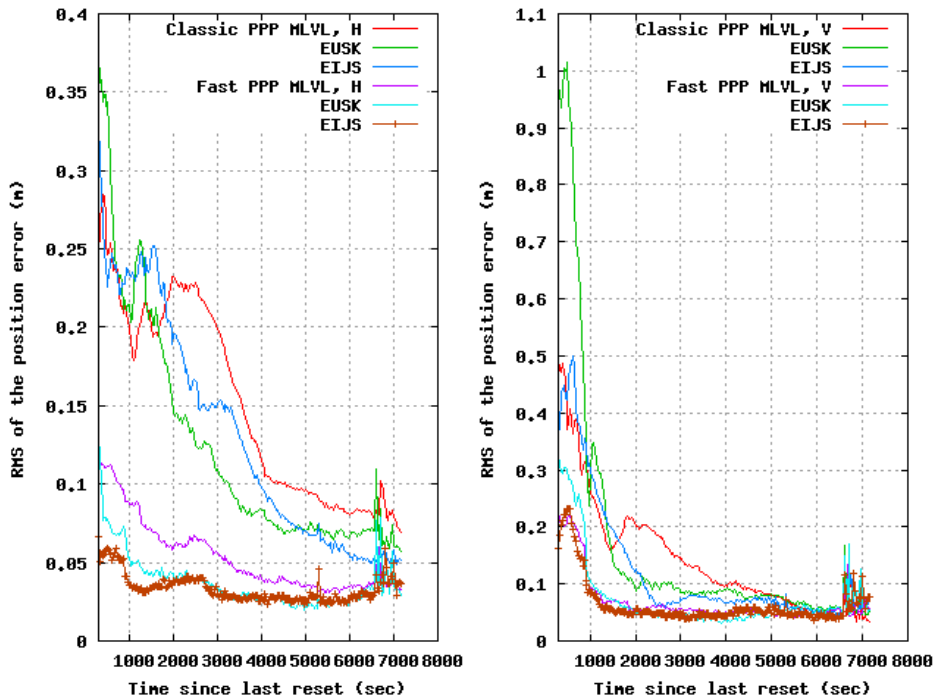 0.4
0.35
0.3
0.25
0.2
0.15
0.1
0.05
0
RMS of the position error (m)
Classic PPP MLVL, H
EUSK
EIJS
Fast PPP MLVL, H
EUSK
EIJS
1000 2000 3000 4000 5000 6000 7000 8000
Time since last reset (sec)
1.1
1
0.9
0.8
0.7
0.6
0.5
0.4
0.3
0.2
0.1
0
RMS of the position error (m)
Classic PPP MLVL, V
EUSK
EIJS
Fast PPP MLVL, V
EUSK
EIJS
1000 2000 3000 4000 5000 6000 7000 8000
Time since last reset (sec)